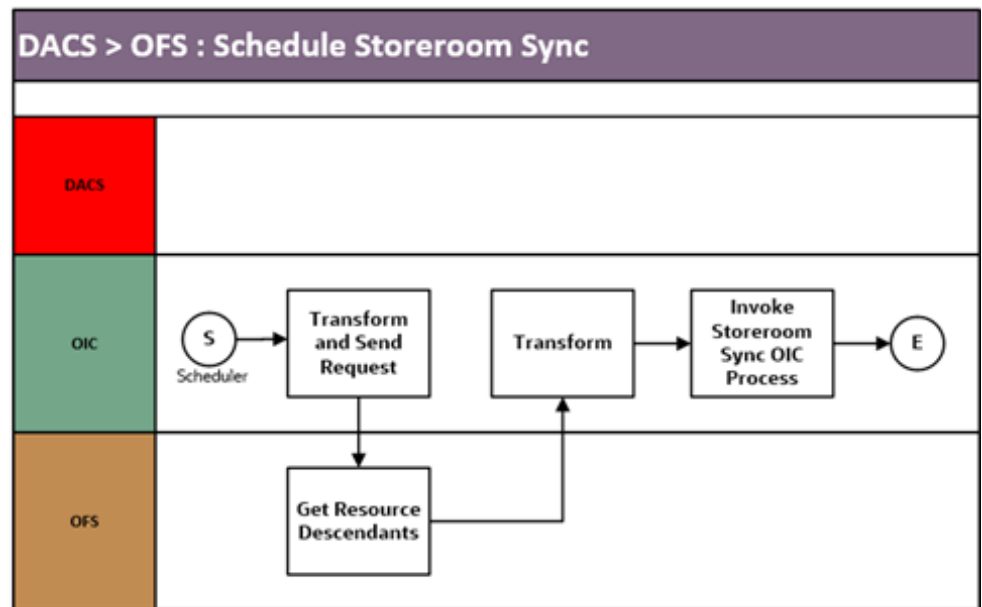 DACS > OFS : Schedule Storeroom Sync
DACS
OIC
S
Scheduler
Transform
and Send
Request
Transform
Invoke
Storeroom
Sync OIC
Process
E
OFS
Get Resource
Descendants